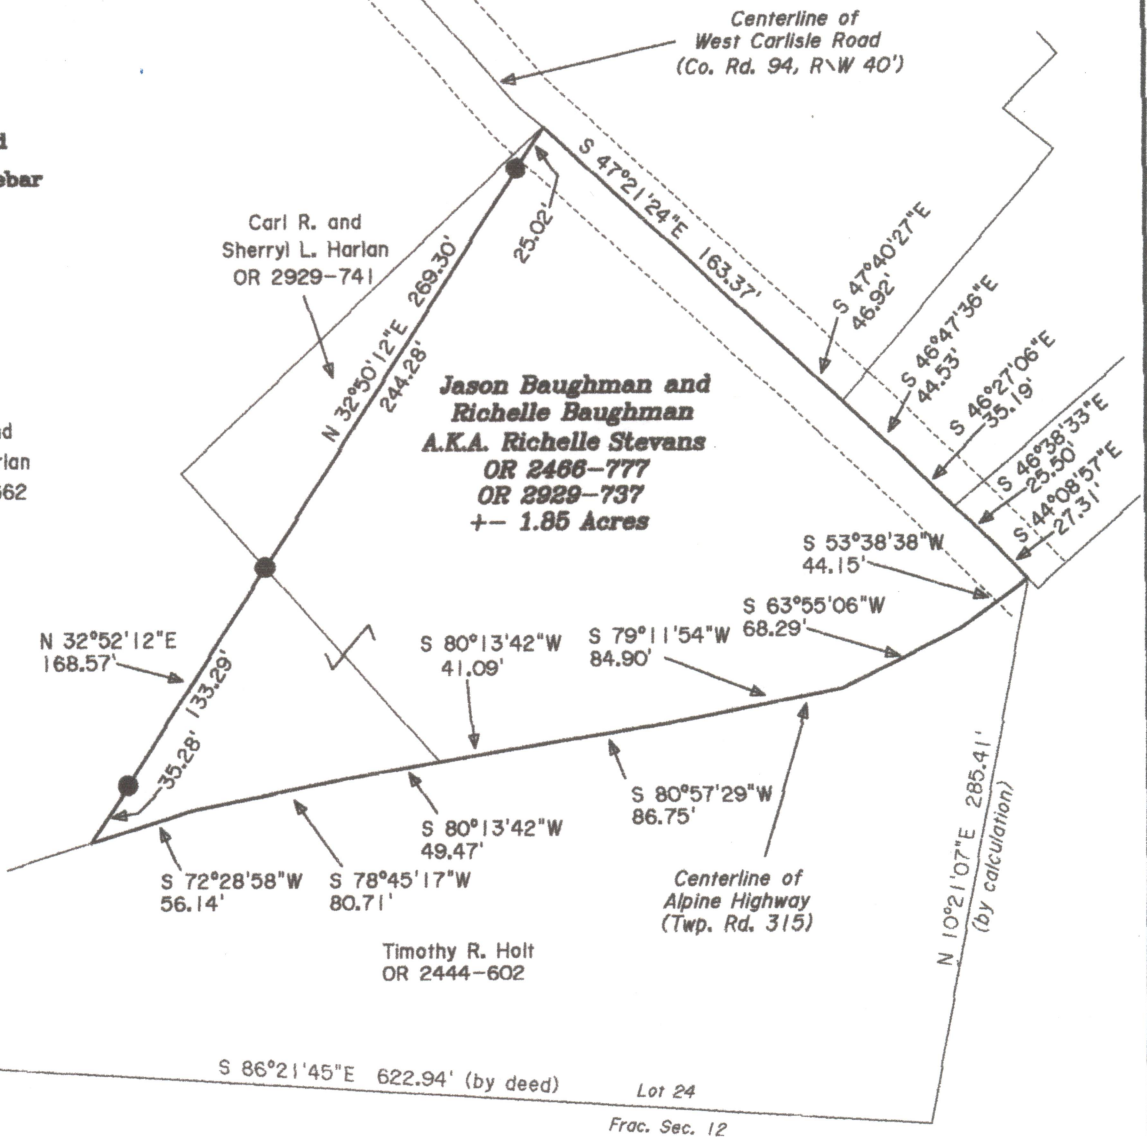 Centerline of
West Carlisle Road
(Co. Rd. 94, R\W 40')
ebar
Carl R. and
Sherryl L. Harlan
OR 2929-741
N 32°50'12"E 269.30'
244.28'
25.02'
S 47°21'24"E 163.37'
S 47°40'27"E
46.92'
S 46°47'36"E
44.53'
S 46°27'06"E
35.19'
S 46°38'33"E
25.50'
S 44°08'57"E
27.31'
Jason Baughman and
Richelle Baughman
A.K.A. Richelle Stevans
OR 2466-777
OR 2929-737
+- 1.85 Acres
S 53°38'38"W
44.15'
S 63°55'06"W
68.29'
S 79°11'54"W
84.90'
S 80°13'42"W
41.09'
N 32°52'12"E
168.57'
133.29'
35.28'
S 80°57'29"W
86.75'
S 80°13'42"W
49.47'
S 72°28'58"W
56.14'
S 78°45'17"W
80.71'
Centerline of
Alpine Highway
(Twp. Rd. 315)
N 10°21'07"E 285.41'
(by calculation)
Timothy R. Holt
OR 2444-602
S 86°21'45"E 622.94' (by deed)
Lot 24
Frac. Sec. 12